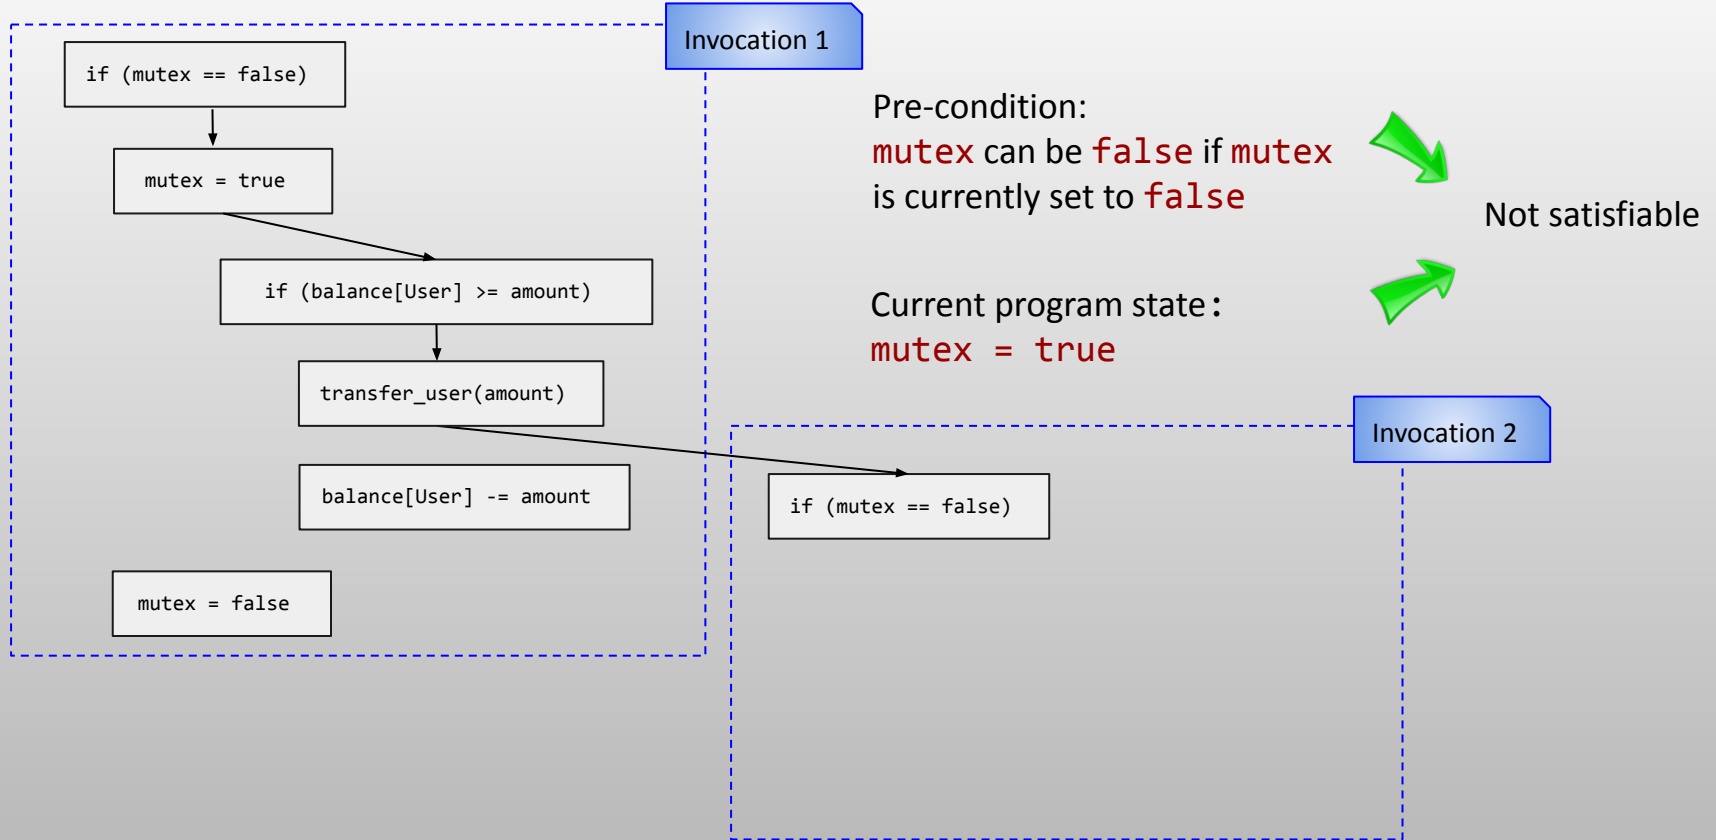 Invocation 1
if (mutex == false)
mutex = true
if (balance[User] >= amount)
transfer_user(amount)
balance[User] -= amount
mutex = false
Pre-condition:
mutex can be false if mutex
is currently set to false
Not satisfiable
Current program state:
mutex = true
Invocation 2
if (mutex == false)